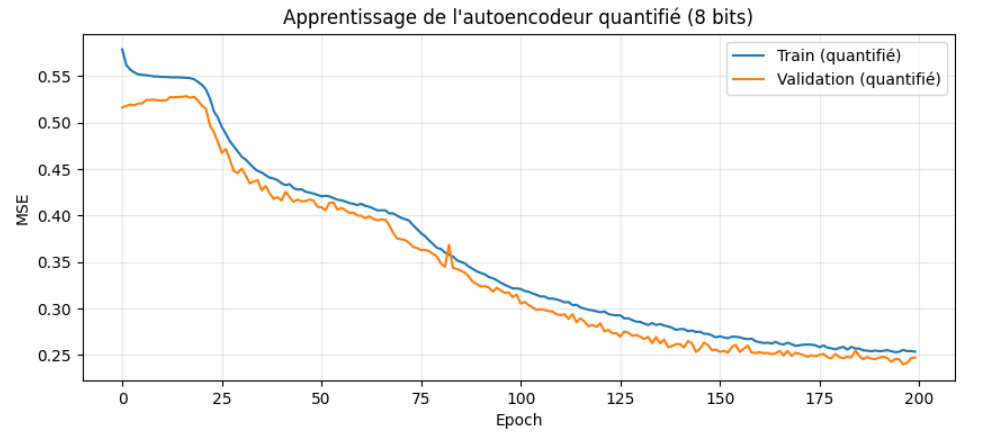 Apprentissage de l'autoencodeur quantifié (8 bits)
Train (quantifié)
Validation (quantifié)
MSE
0.55
0.50
0.45
0.40
0.35
0.30
0.25
0 25 50 75 100 125 150 175 200
Epoch